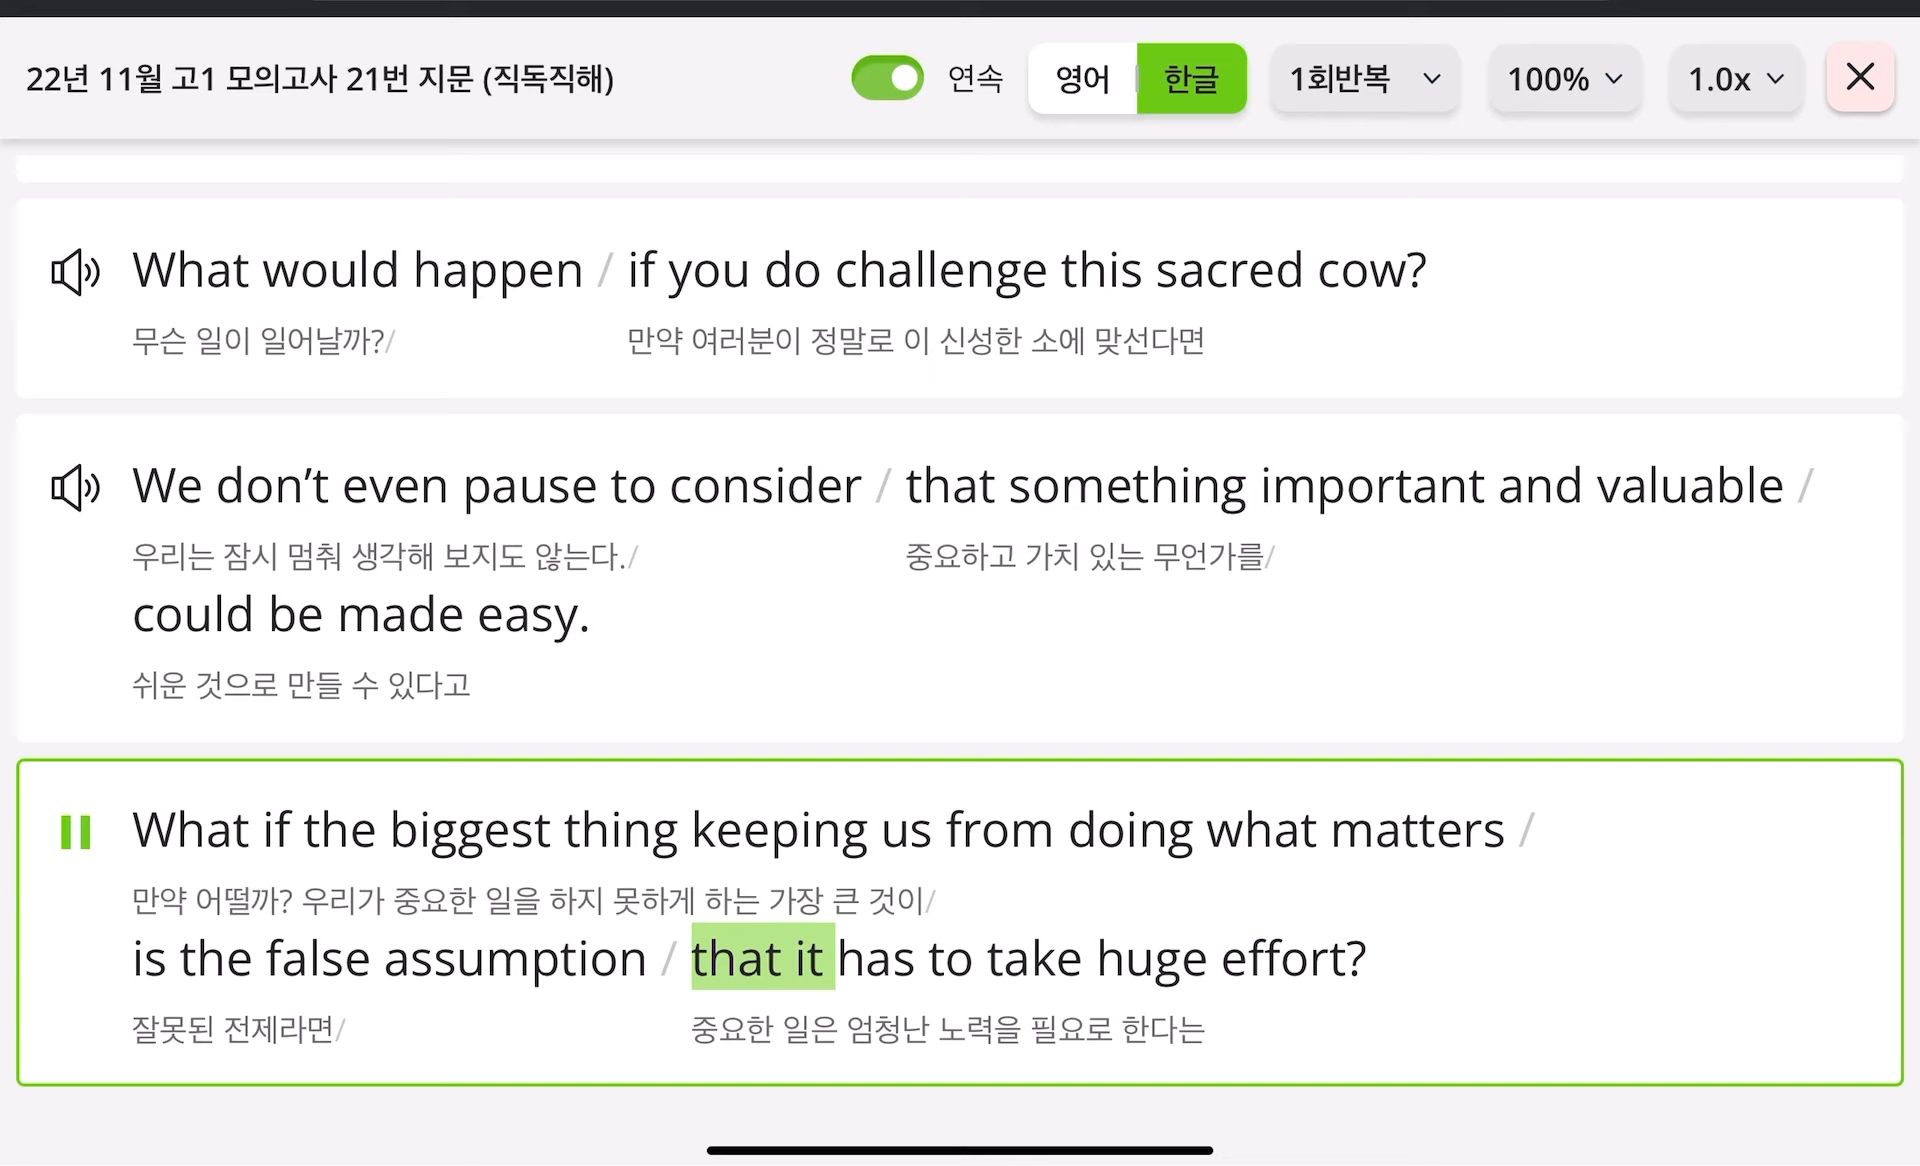 22년 11월 고1 모의고사 21번 지문 (직독직해) 연속 영어 한글 1회반복 100% 1.0x
What would happen / if you do challenge this sacred cow?
무슨 일이 일어날까?/ 만약 여러분이 정말로 이 신성한 소에 맞선다면
We don’t even pause to consider / that something important and valuable /
우리는 잠시 멈춰 생각해 보지도 않는다./ 중요하고 가치 있는 무언가를/
could be made easy.
쉬운 것으로 만들 수 있다고
What if the biggest thing keeping us from doing what matters /
만약 어떨까? 우리가 중요한 일을 하지 못하게 하는 가장 큰 것이/
is the false assumption / that it has to take huge effort?
잘못된 전제라면/ 중요한 일은 엄청난 노력을 필요로 한다는